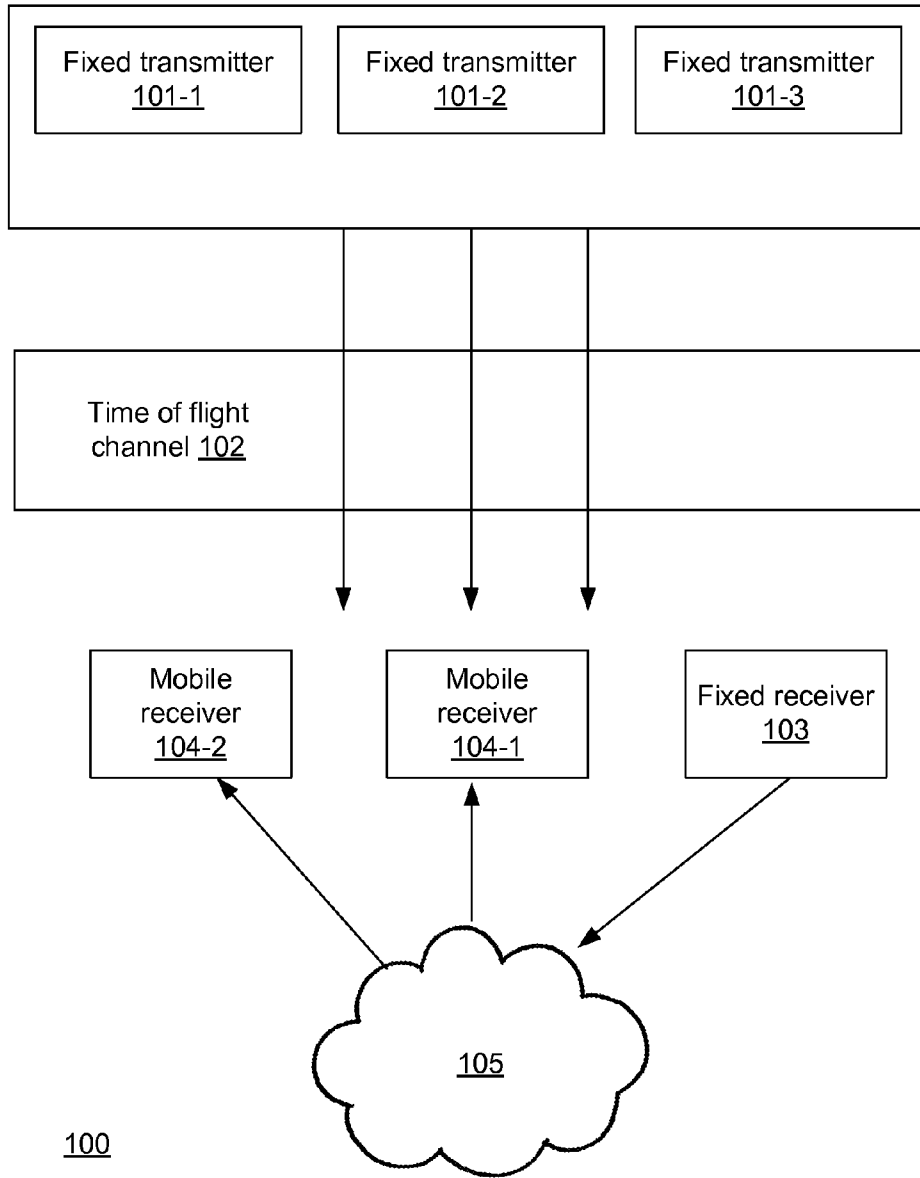 Fixed transmitter
101-1
Fixed transmitter
101-2
Fixed transmitter
101-3
Time of flight
channel 102
Mobile
receiver
104-2
Mobile
receiver
104-1
Fixed receiver
103
105
100